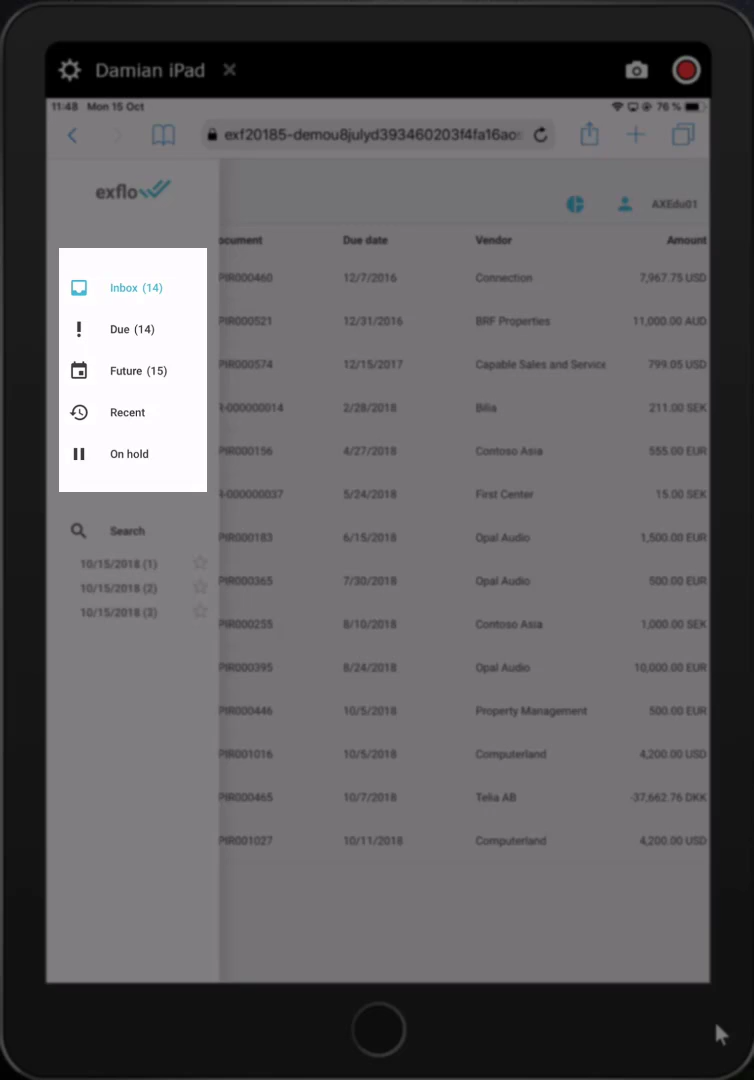 Damian iPad
11:48 Mon 15 Oct 76 %
exf20185-demou8julyd393460203f4fa16ao
exflo
AXEdu01
ocument Due date Vendor Amount
PIR000460 12/7/2016 Connection 7,967.75 USD
Inbox (14)
PIR000521 12/31/2016 BRF Properties 11,000.00 AUD
Due (14)
PIR000574 12/15/2017 Capable Sales and Service 799.05 USD
Future (15)
-000000014 2/28/2018 Bilia 211.00 SEK
Recent
PIR000156 4/27/2018 Contoso Asia 555.00 EUR
On hold
-000000037 5/24/2018 First Center 15.00 SEK
Search
PIR000183 6/15/2018 Opal Audio 1,500.00 EUR
10/15/2018 (1)
PIR000365 7/30/2018 Opal Audio 500.00 EUR
10/15/2018 (2)
10/15/2018 (3)
PIR000255 8/10/2018 Contoso Asia 1,000.00 SEK
PIR000395 8/24/2018 Opal Audio 10,000.00 EUR
PIR000446 10/5/2018 Property Management 500.00 EUR
PIR001016 10/5/2018 Computerland 4,200.00 USD
PIR000465 10/7/2018 Telia AB -37,662.76 DKK
PIR001027 10/11/2018 Computerland 4,200.00 USD